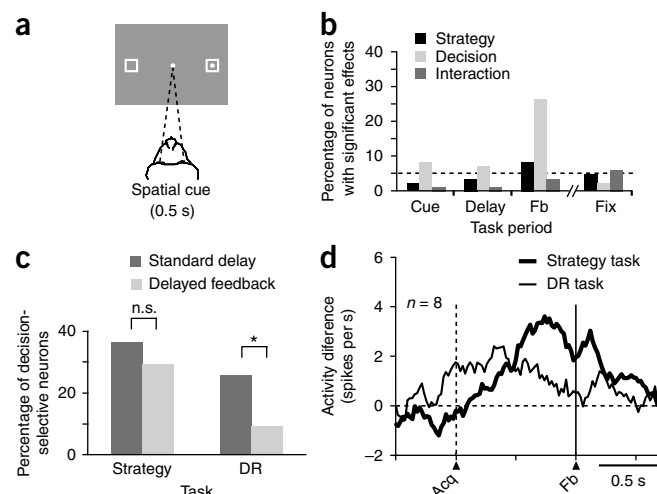 a
Spatial cue
(0.5 s)
b
Percentage of neurons
with significant effects
40
30
20
10
0
Strategy
Decision
Interaction
Cue
Delay
Fb
Fix
Task period
c
Standard delay
Delayed feedback
Percentage of decision-
selective neurons
40
20
0
n.s.
*
Strategy
DR
Task
d
Strategy task
DR task
n = 8
Activity diference
(spikes per s)
6
4
2
0
–2
Acq
Fb
0.5 s